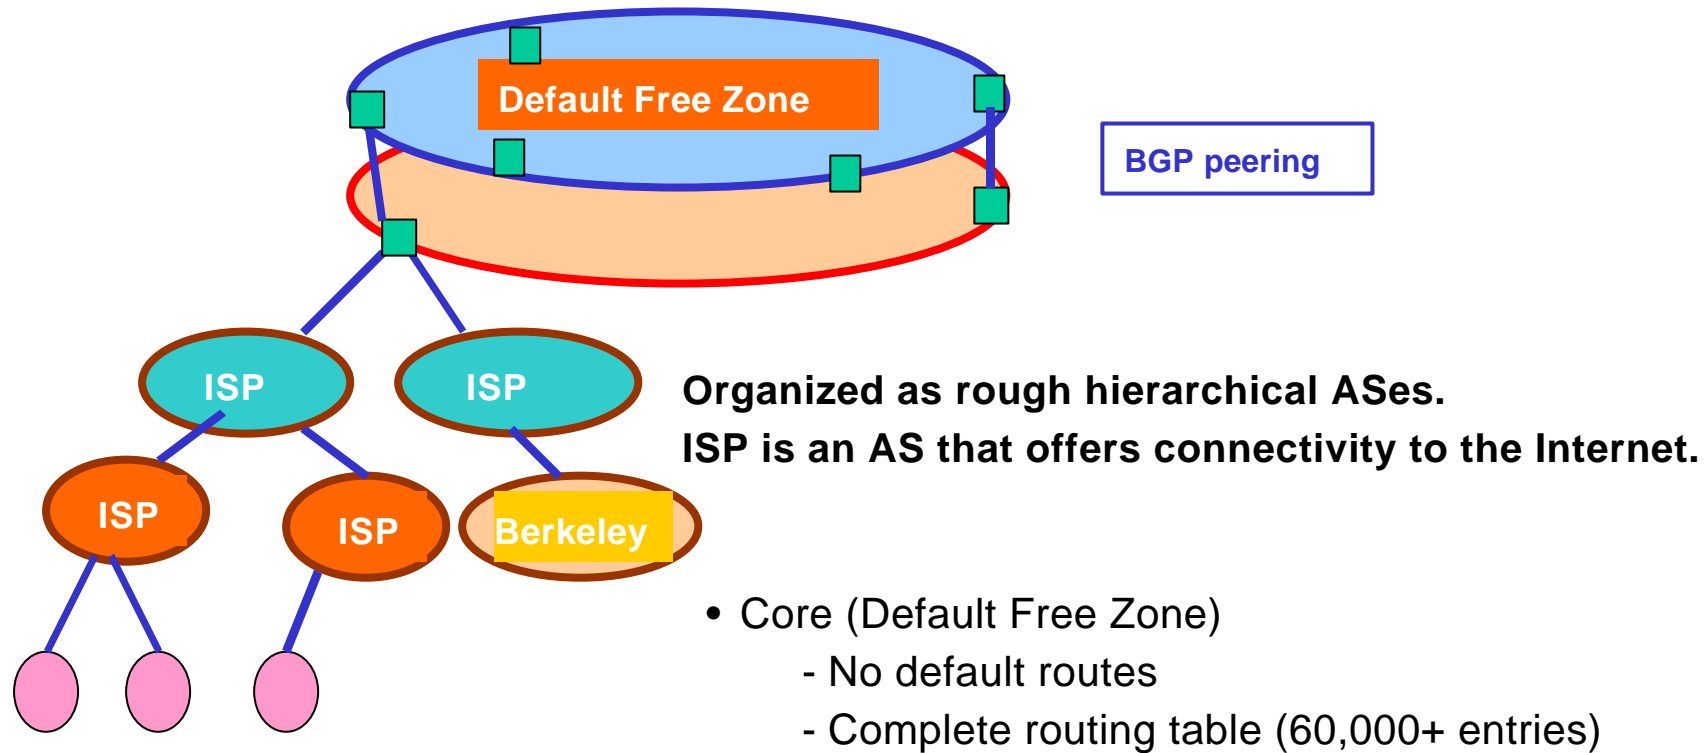 Default Free Zone
BGP peering
ISP
ISP
Organized as rough hierarchical ASes.
ISP is an AS that offers connectivity to the Internet.
ISP
ISP
Berkeley
• Core (Default Free Zone)
- No default routes
- Complete routing table (60,000+ entries)